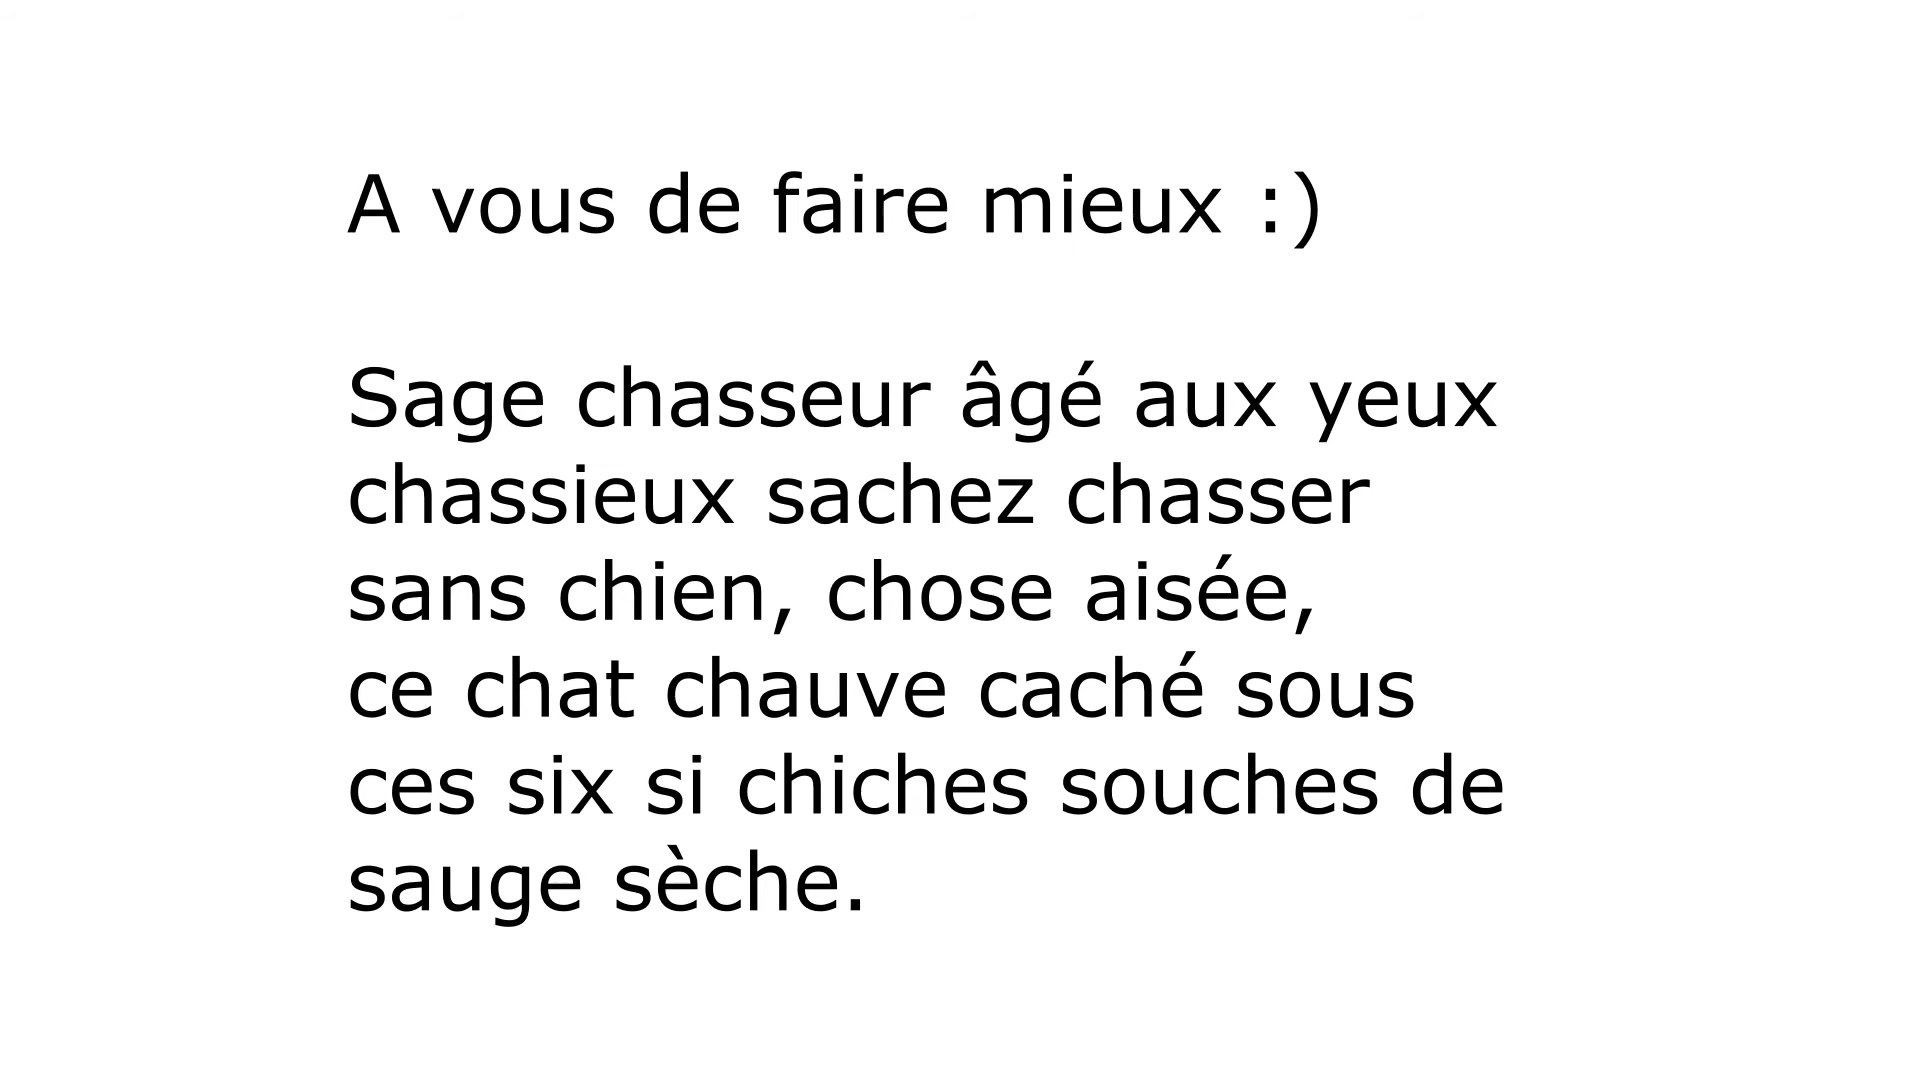 A vous de faire mieux :)
Sage chasseur âgé aux yeux
chassieux sachez chasser
sans chien, chose aisée,
ce chat chauve caché sous
ces six si chiches souches de
sauge sèche.